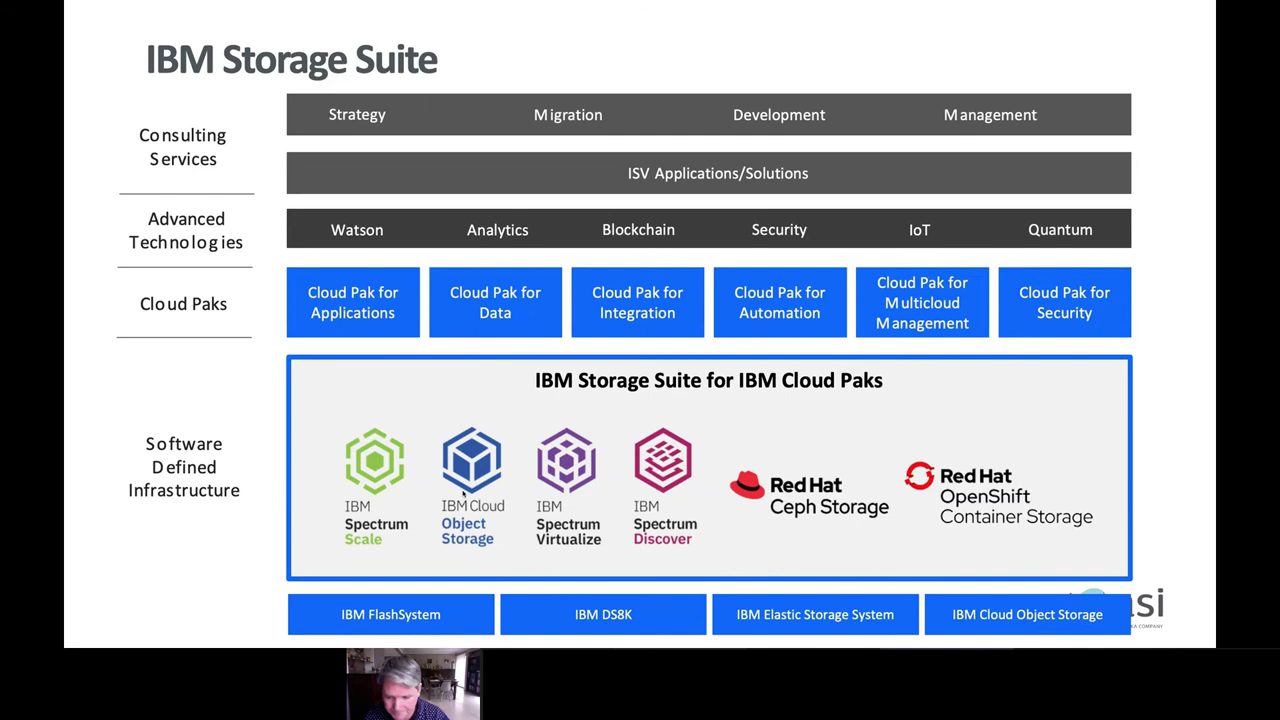 IBM Storage Suite
Consulting
Services
Strategy Migration Development Management
ISV Applications/Solutions
Advanced
Technologies
Watson Analytics Blockchain Security IoT Quantum
Cloud Paks
Cloud Pak for
Applications
Cloud Pak for
Data
Cloud Pak for
Integration
Cloud Pak for
Automation
Cloud Pak for
Multicloud
Management
Cloud Pak for
Security
Software
Defined
Infrastructure
IBM Storage Suite for IBM Cloud Paks
IBM
Spectrum
Scale
IBM Cloud
Object
Storage
IBM
Spectrum
Virtualize
IBM
Spectrum
Discover
Red Hat
Ceph Storage
Red Hat
OpenShift
Container Storage
IBM FlashSystem
IBM DS8K
IBM Elastic Storage System
IBM Cloud Object Storage